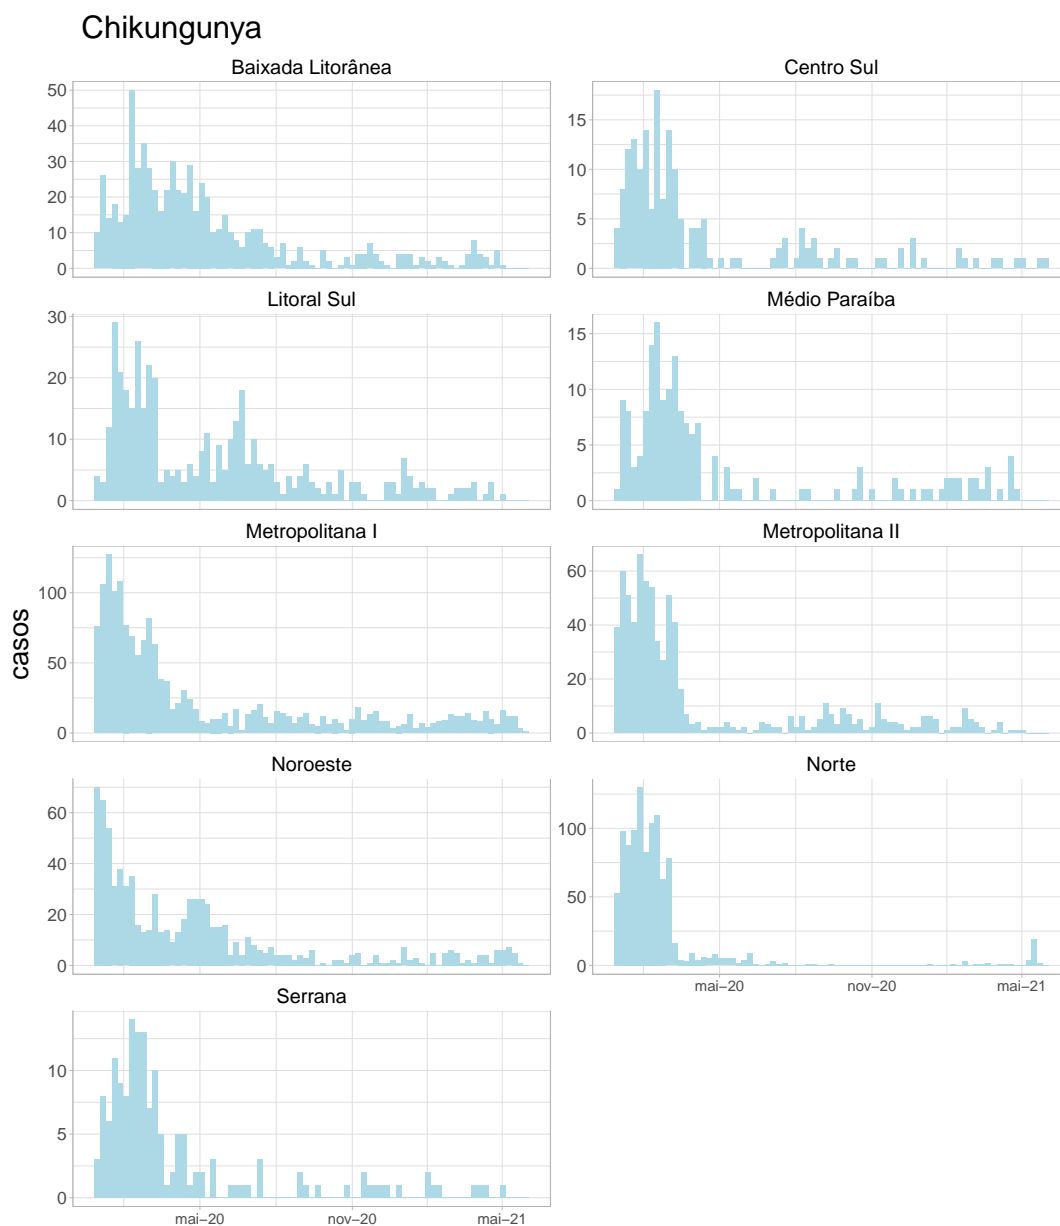 Chikungunya
Baixada Litorânea
Centro Sul
50
40
30
20
10
0
15
10
5
0
Litoral Sul
Médio Paraíba
30
20
10
0
15
10
5
0
Metropolitana I
Metropolitana II
100
50
0
60
40
20
0
casos
Noroeste
Norte
60
40
20
0
100
50
0
mai–20
nov–20
mai–21
Serrana
10
5
0
mai–20
nov–20
mai–21